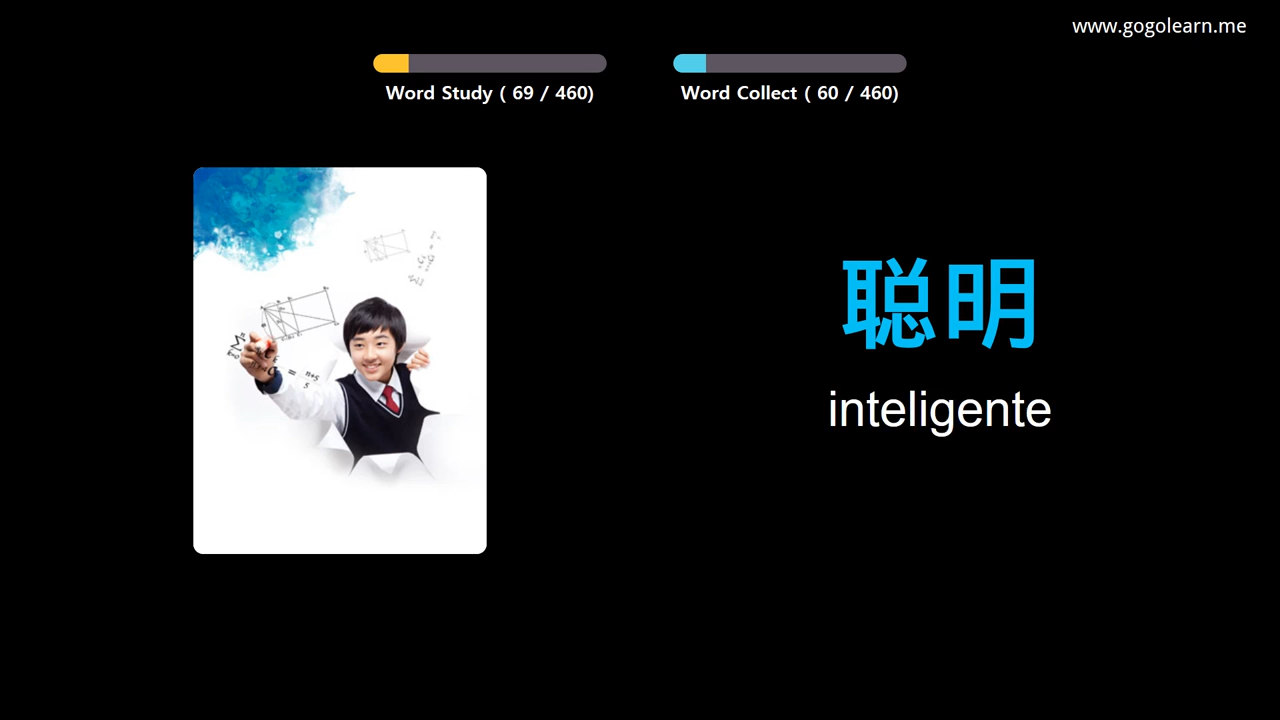 www.gogolearn.me
Word Study ( 69 / 460)
Word Collect ( 60 / 460)
聪明
inteligente